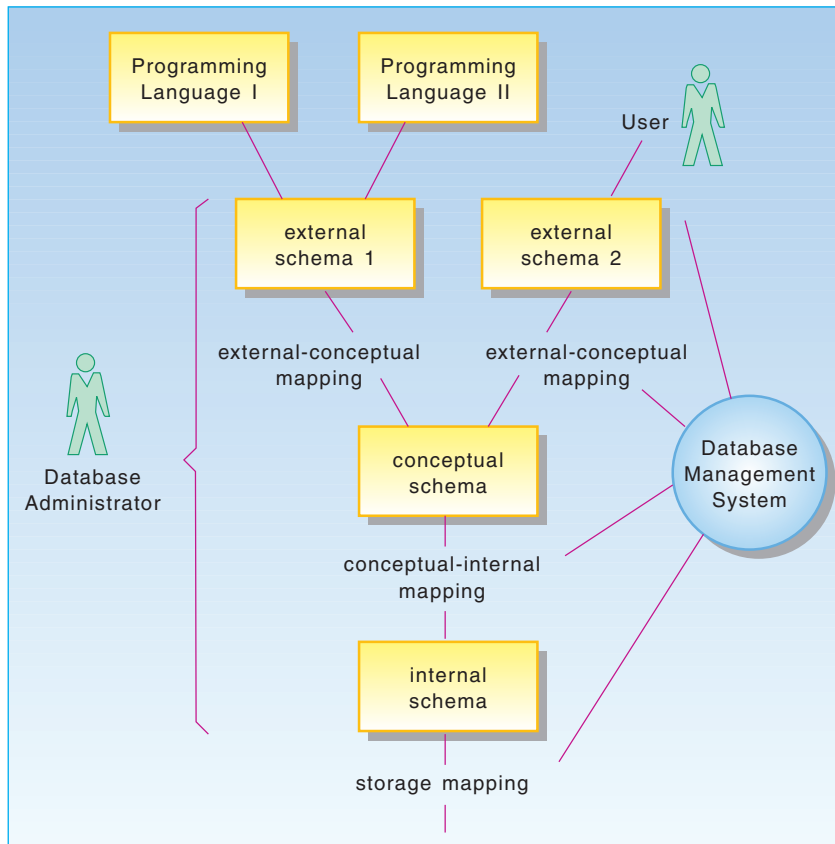 Programming
Language I
Programming
Language II
User
external
schema 1
external
schema 2
external-conceptual
mapping
external-conceptual
mapping
Database
Administrator
conceptual
schema
Database
Management
System
conceptual-internal
mapping
internal
schema
storage mapping